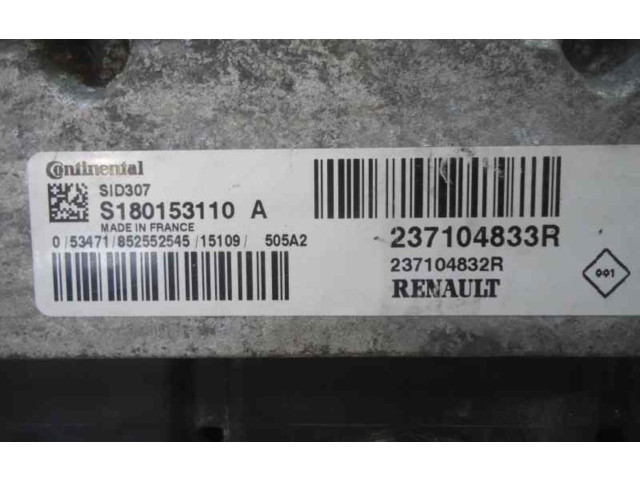 Continental
SID307
S180153110 A
MADE IN FRANCE
0/53471/852552545/15109/ 505A2
237104833R
237104832R
RENAULT
001